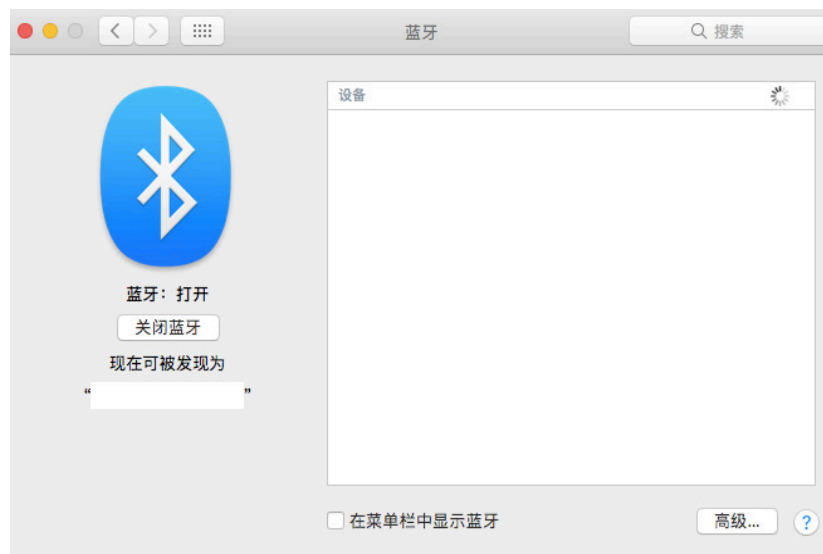 蓝牙
搜索
设备
蓝牙：打开
关闭蓝牙
现在可被发现为
“ ”
在菜单栏中显示蓝牙
高级...
?